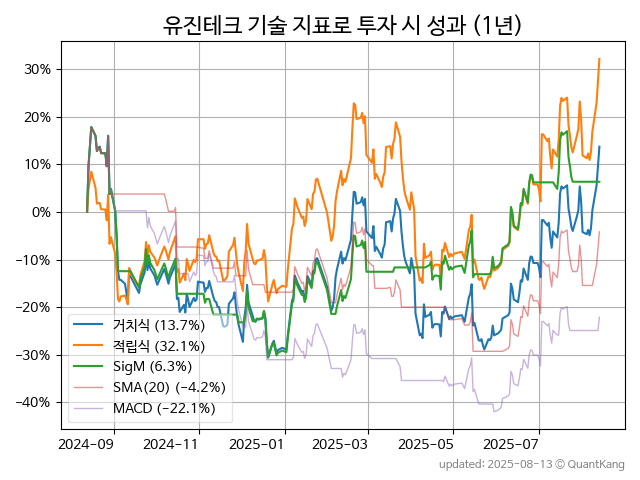 유진테크 기술 지표로 투자 시 성과 (1년)
30%
20%
10%
0%
−10%
−20%
−30%
−40%
거치식 (13.7%)
적립식 (32.1%)
SigM (6.3%)
SMA(20) (−4.2%)
MACD (−22.1%)
2024-09 2024-11 2025-01 2025-03 2025-05 2025-07
updated: 2025-08-13 ⓒ QuantKang